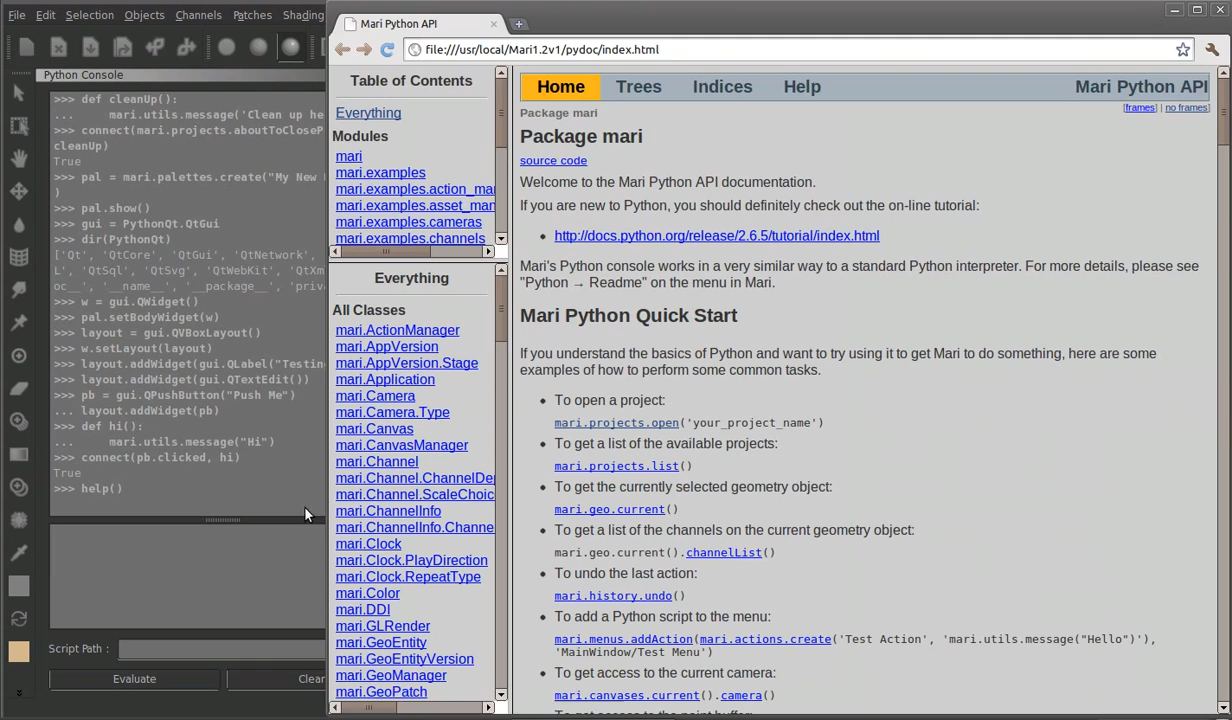 File Edit Selection Objects Channels Patches Shading
Python Console
>>> def cleanUp():
...     mari.utils.message('Clean up he
>>> connect(mari.projects.aboutToCloseP
cleanUp)
True
>>> pal = mari.palettes.create("My New
)
>>> pal.show()
>>> gui = PythonQt.QtGui
>>> dir(PythonQt)
['Qt', 'QtCore', 'QtGui', 'QtNetwork',
L', 'QtSql', 'QtSvg', 'QtWebKit', 'QtXm
oc__', '__name__', '__package__', 'priv
>>> w = gui.QWidget()
>>> pal.setBodyWidget(w)
>>> layout = gui.QVBoxLayout()
>>> w.setLayout(layout)
>>> layout.addWidget(gui.QLabel("Testin
>>> layout.addWidget(gui.QTextEdit())
>>> pb = gui.QPushButton("Push Me")
... layout.addWidget(pb)
>>> def hi():
...     mari.utils.message("Hi")
>>> connect(pb.clicked, hi)
True
>>> help()
Script Path :
Evaluate
Clear
Mari Python API
file:///usr/local/Mari1.2v1/pydoc/index.html
Table of Contents
Everything
Modules
mari
mari.examples
mari.examples.action_ma
mari.examples.asset_man
mari.examples.cameras
mari.examples.channels
Everything
All Classes
mari.ActionManager
mari.AppVersion
mari.AppVersion.Stage
mari.Application
mari.Camera
mari.Camera.Type
mari.Canvas
mari.CanvasManager
mari.Channel
mari.Channel.ChannelDe
mari.Channel.ScaleChoic
mari.ChannelInfo
mari.ChannelInfo.Channe
mari.Clock
mari.Clock.PlayDirection
mari.Clock.RepeatType
mari.Color
mari.DDI
mari.GLRender
mari.GeoEntity
mari.GeoEntityVersion
mari.GeoManager
mari.GeoPatch
Home Trees Indices Help Mari Python API
Package mari
[frames] | no frames]
Package mari
source code
Welcome to the Mari Python API documentation.
If you are new to Python, you should definitely check out the on-line tutorial:
• http://docs.python.org/release/2.6.5/tutorial/index.html
Mari's Python console works in a very similar way to a standard Python interpreter. For more details, please see
"Python → Readme" on the menu in Mari.
Mari Python Quick Start
If you understand the basics of Python and want to try using it to get Mari to do something, here are some
examples of how to perform some common tasks.
• To open a project:
mari.projects.open('your_project_name')
• To get a list of the available projects:
mari.projects.list()
• To get the currently selected geometry object:
mari.geo.current()
• To get a list of the channels on the current geometry object:
mari.geo.current().channelList()
• To undo the last action:
mari.history.undo()
• To add a Python script to the menu:
mari.menus.addAction(mari.actions.create('Test Action', 'mari.utils.message("Hello")'),
'MainWindow/Test Menu')
• To get access to the current camera:
mari.canvases.current().camera()